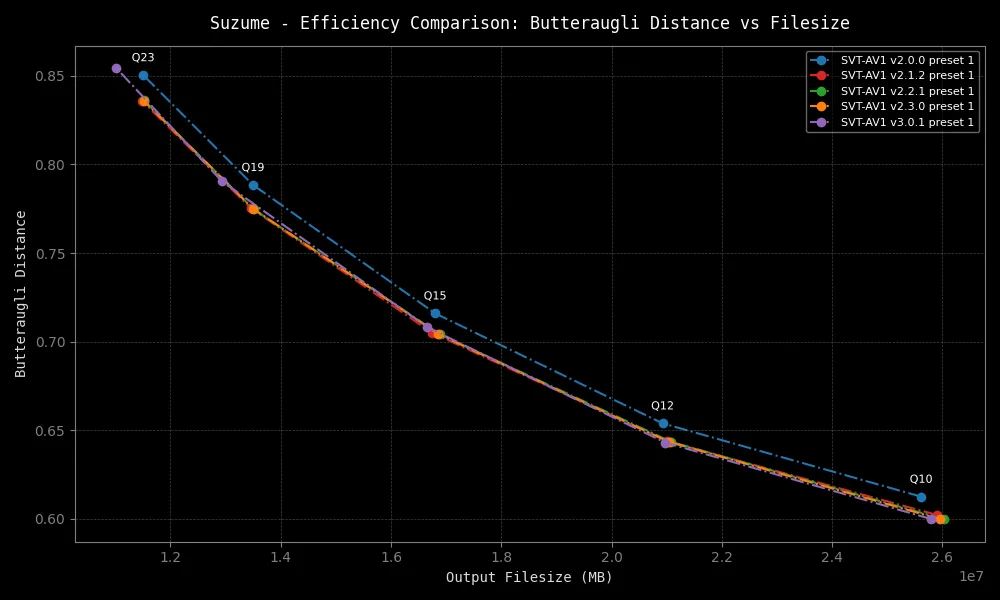 Suzume - Efficiency Comparison: Butteraugli Distance vs Filesize
Q23
Q19
Q15
Q12
Q10
SVT-AV1 v2.0.0 preset 1
SVT-AV1 v2.1.2 preset 1
SVT-AV1 v2.2.1 preset 1
SVT-AV1 v2.3.0 preset 1
SVT-AV1 v3.0.1 preset 1
Butteraugli Distance
0.85
0.80
0.75
0.70
0.65
0.60
1.2 1.4 1.6 1.8 2.0 2.2 2.4 2.6
1e7
Output Filesize (MB)